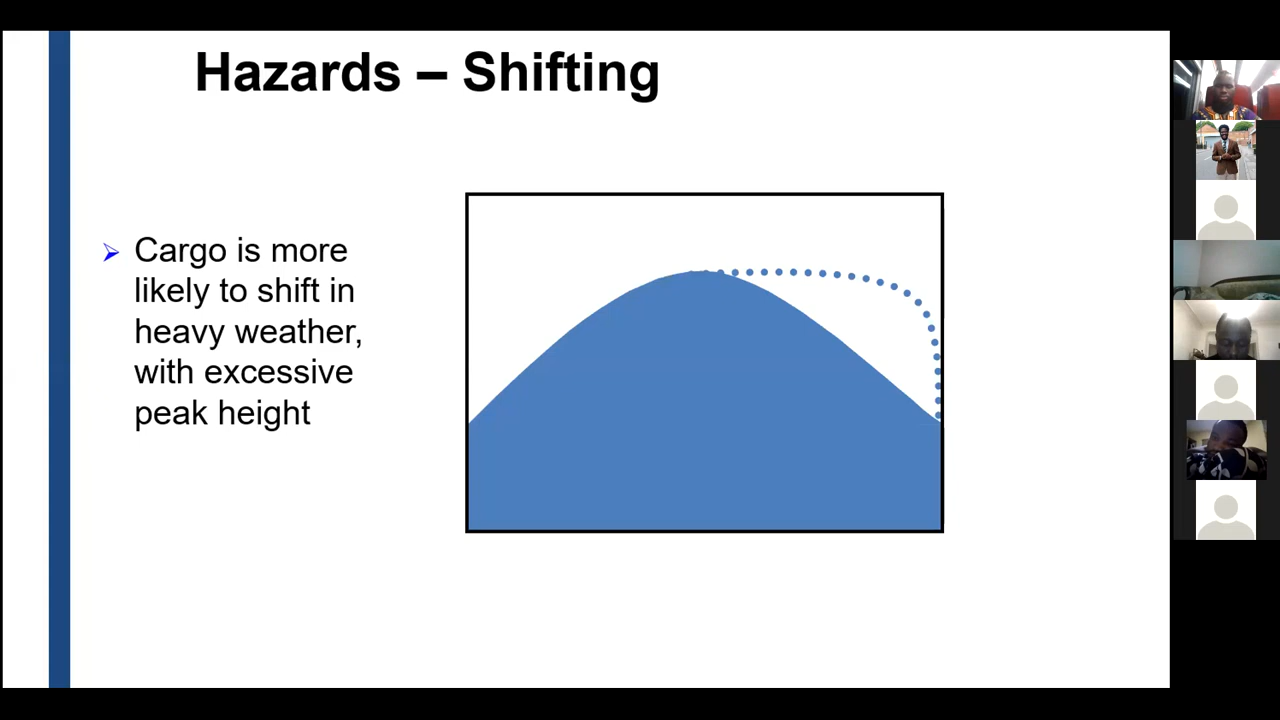 Hazards – Shifting
Cargo is more
likely to shift in
heavy weather,
with excessive
peak height